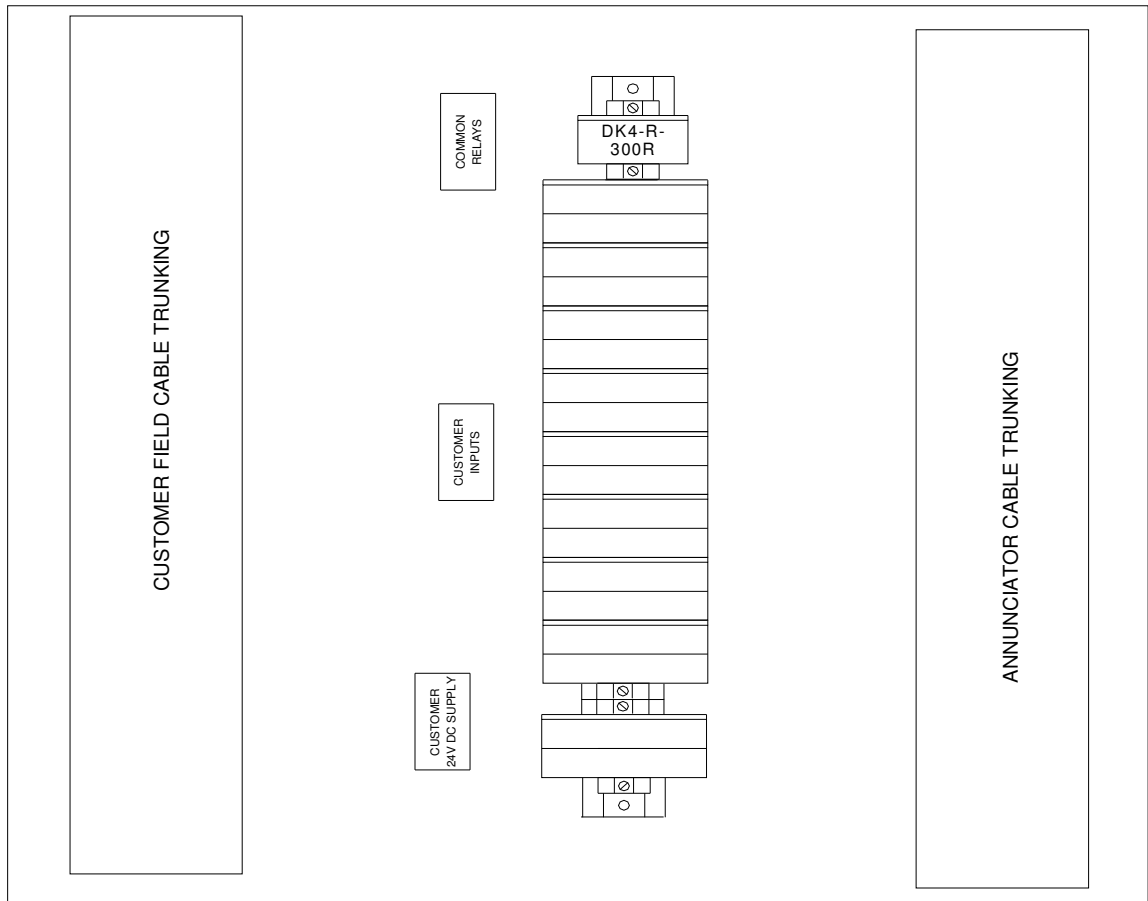 CUSTOMER FIELD CABLE TRUNKING
COMMON
RELAYS
DK4-R-
300R
CUSTOMER
INPUTS
CUSTOMER
24V DC SUPPLY
ANNUNCIATOR CABLE TRUNKING